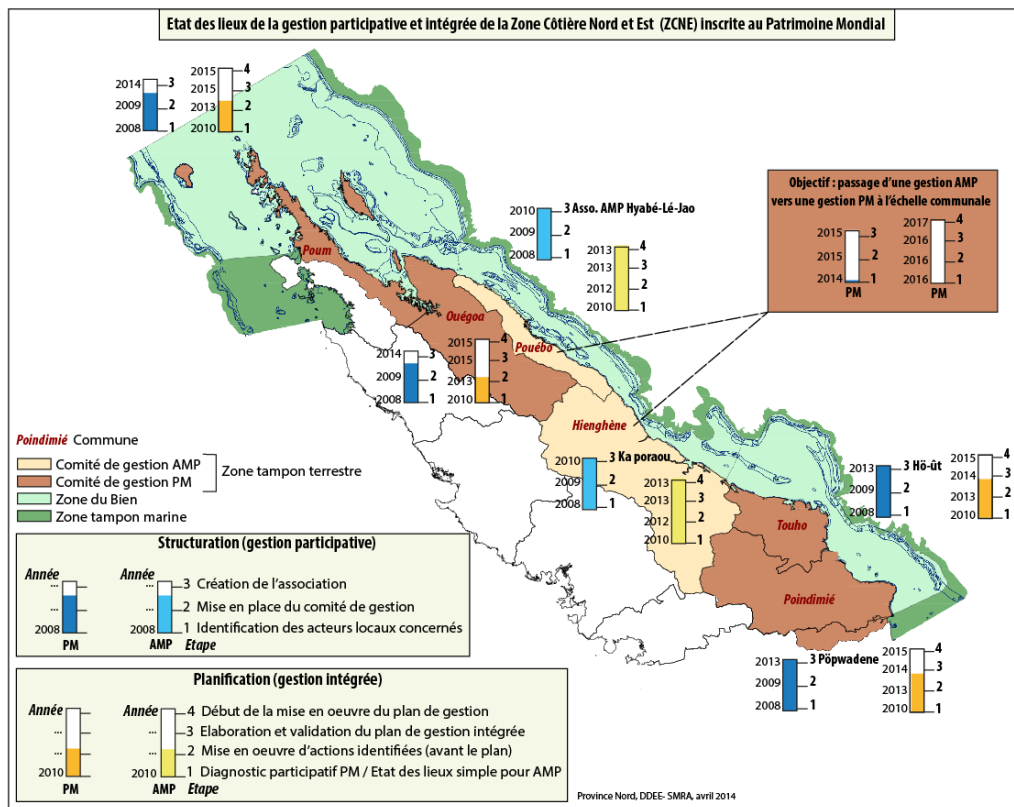 Etat des lieux de la gestion participative et intégrée de la Zone Côtière Nord et Est (ZCNE) inscrite au Patrimoine Mondial
2014 3
2009 2
2008 1
2015 4
2015 3
2013 2
2010 1
Objectif : passage d'une gestion AMP
vers une gestion PM à l'échelle communale
2015 3
2015 2
2014 1
PM
2017 4
2016 3
2016 2
2016 1
PM
2010 3 Asso. AMP Hyabé-Lé-Jao
2009 2
2008 1
2013 4
2013 3
2012 2
2010 1
Poum
Ouégoa
Pouébo
2014 3
2009 2
2008 1
2015 4
2015 3
2013 2
2010 1
Hienghène
2010 3 Ka poraou
2009 2
2008 1
2013 4
2013 3
2012 2
2010 1
2013 3 Hö-ût
2009 2
2008 1
2015 4
2014 3
2013 2
2010 1
Touho
Poindimié
2013 3 Pöpwadene
2009 2
2008 1
2015 4
2014 3
2013 2
2010 1
Poindimié Commune
Comité de gestion AMP
Comité de gestion PM
Zone tampon terrestre
Zone du Bien
Zone tampon marine
Structuration (gestion participative)
Année Année
... ... 3 Création de l'association
... ... 2 Mise en place du comité de gestion
2008 2008 1 Identification des acteurs locaux concernés
PM AMP Etape
Planification (gestion intégrée)
Année Année 4 Début de la mise en oeuvre du plan de gestion
... ... 3 Elaboration et validation du plan de gestion intégrée
... ... 2 Mise en oeuvre d'actions identifiées (avant le plan)
2010 2010 1 Diagnostic participatif PM / Etat des lieux simple pour AMP
PM AMP Etape
Province Nord, DDEE- SMRA, avril 2014